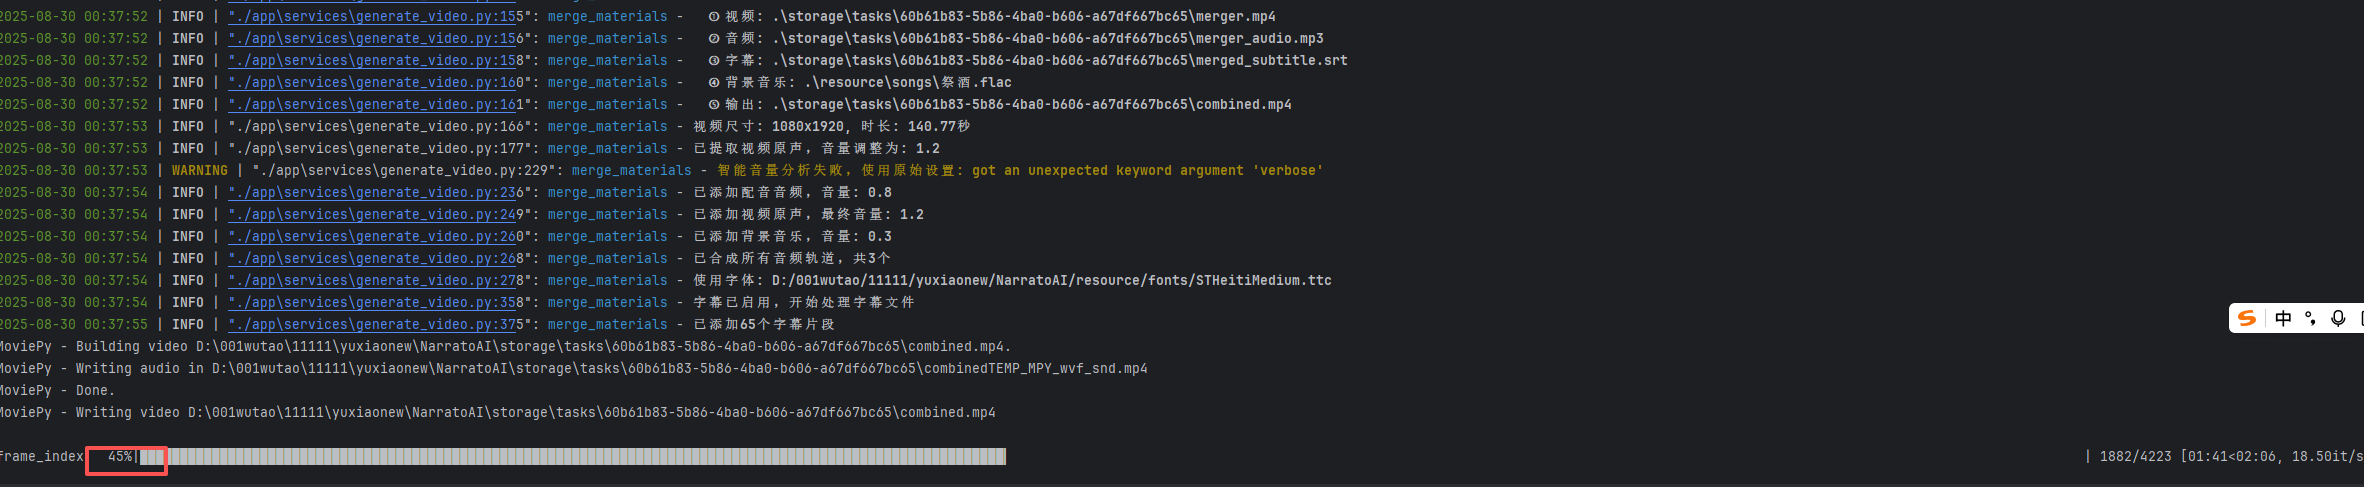 2025-08-30 00:37:52 | INFO | "./app\services\generate_video.py:155": merge_materials -   ① 视频: .\storage\tasks\60b61b83-5b86-4ba0-b606-a67df667bc65\merger.mp4
2025-08-30 00:37:52 | INFO | "./app\services\generate_video.py:156": merge_materials -   ② 音频: .\storage\tasks\60b61b83-5b86-4ba0-b606-a67df667bc65\merger_audio.mp3
2025-08-30 00:37:52 | INFO | "./app\services\generate_video.py:158": merge_materials -   ③ 字幕: .\storage\tasks\60b61b83-5b86-4ba0-b606-a67df667bc65\merged_subtitle.srt
2025-08-30 00:37:52 | INFO | "./app\services\generate_video.py:160": merge_materials -   ④ 背景音乐: .\resource\songs\祭酒.flac
2025-08-30 00:37:52 | INFO | "./app\services\generate_video.py:161": merge_materials -   ⑤ 输出: .\storage\tasks\60b61b83-5b86-4ba0-b606-a67df667bc65\combined.mp4
2025-08-30 00:37:53 | INFO | "./app\services\generate_video.py:166": merge_materials - 视频尺寸: 1080x1920, 时长: 140.77秒
2025-08-30 00:37:53 | INFO | "./app\services\generate_video.py:177": merge_materials - 已提取视频原声，音量调整为: 1.2
2025-08-30 00:37:53 | WARNING | "./app\services\generate_video.py:229": merge_materials - 智能音量分析失败，使用原始设置: got an unexpected keyword argument 'verbose'
2025-08-30 00:37:54 | INFO | "./app\services\generate_video.py:236": merge_materials - 已添加配音音频，音量: 0.8
2025-08-30 00:37:54 | INFO | "./app\services\generate_video.py:249": merge_materials - 已添加视频原声，最终音量: 1.2
2025-08-30 00:37:54 | INFO | "./app\services\generate_video.py:260": merge_materials - 已添加背景音乐，音量: 0.3
2025-08-30 00:37:54 | INFO | "./app\services\generate_video.py:268": merge_materials - 已合成所有音频轨道，共3个
2025-08-30 00:37:54 | INFO | "./app\services\generate_video.py:278": merge_materials - 使用字体: D:/001wutao/11111/yuxiaonew/NarratoAI/resource/fonts/STHeitiMedium.ttc
2025-08-30 00:37:54 | INFO | "./app\services\generate_video.py:358": merge_materials - 字幕已启用，开始处理字幕文件
2025-08-30 00:37:55 | INFO | "./app\services\generate_video.py:375": merge_materials - 已添加65个字幕片段
MoviePy - Building video D:\001wutao\11111\yuxiaonew\NarratoAI\storage\tasks\60b61b83-5b86-4ba0-b606-a67df667bc65\combined.mp4.
MoviePy - Writing audio in D:\001wutao\11111\yuxiaonew\NarratoAI\storage\tasks\60b61b83-5b86-4ba0-b606-a67df667bc65\combinedTEMP_MPY_wvf_snd.mp4
MoviePy - Done.
MoviePy - Writing video D:\001wutao\11111\yuxiaonew\NarratoAI\storage\tasks\60b61b83-5b86-4ba0-b606-a67df667bc65\combined.mp4
frame_index 45%| | 1882/4223 [01:41<02:06, 18.50it/s
中